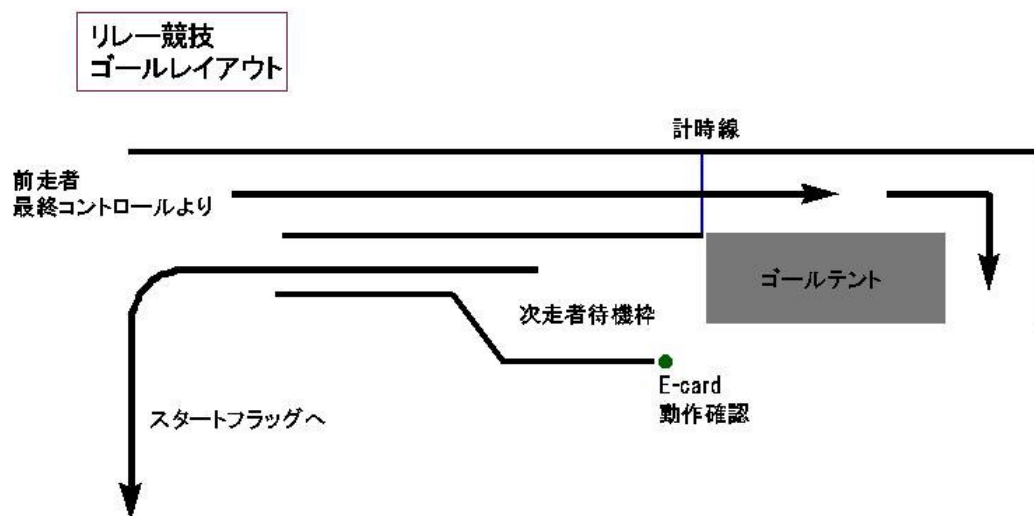 リレー競技
ゴールレイアウト
計時線
前走者
最終コントロールより
ゴールテント
次走者待機枠
E-card
動作確認
スタートフラッグへ